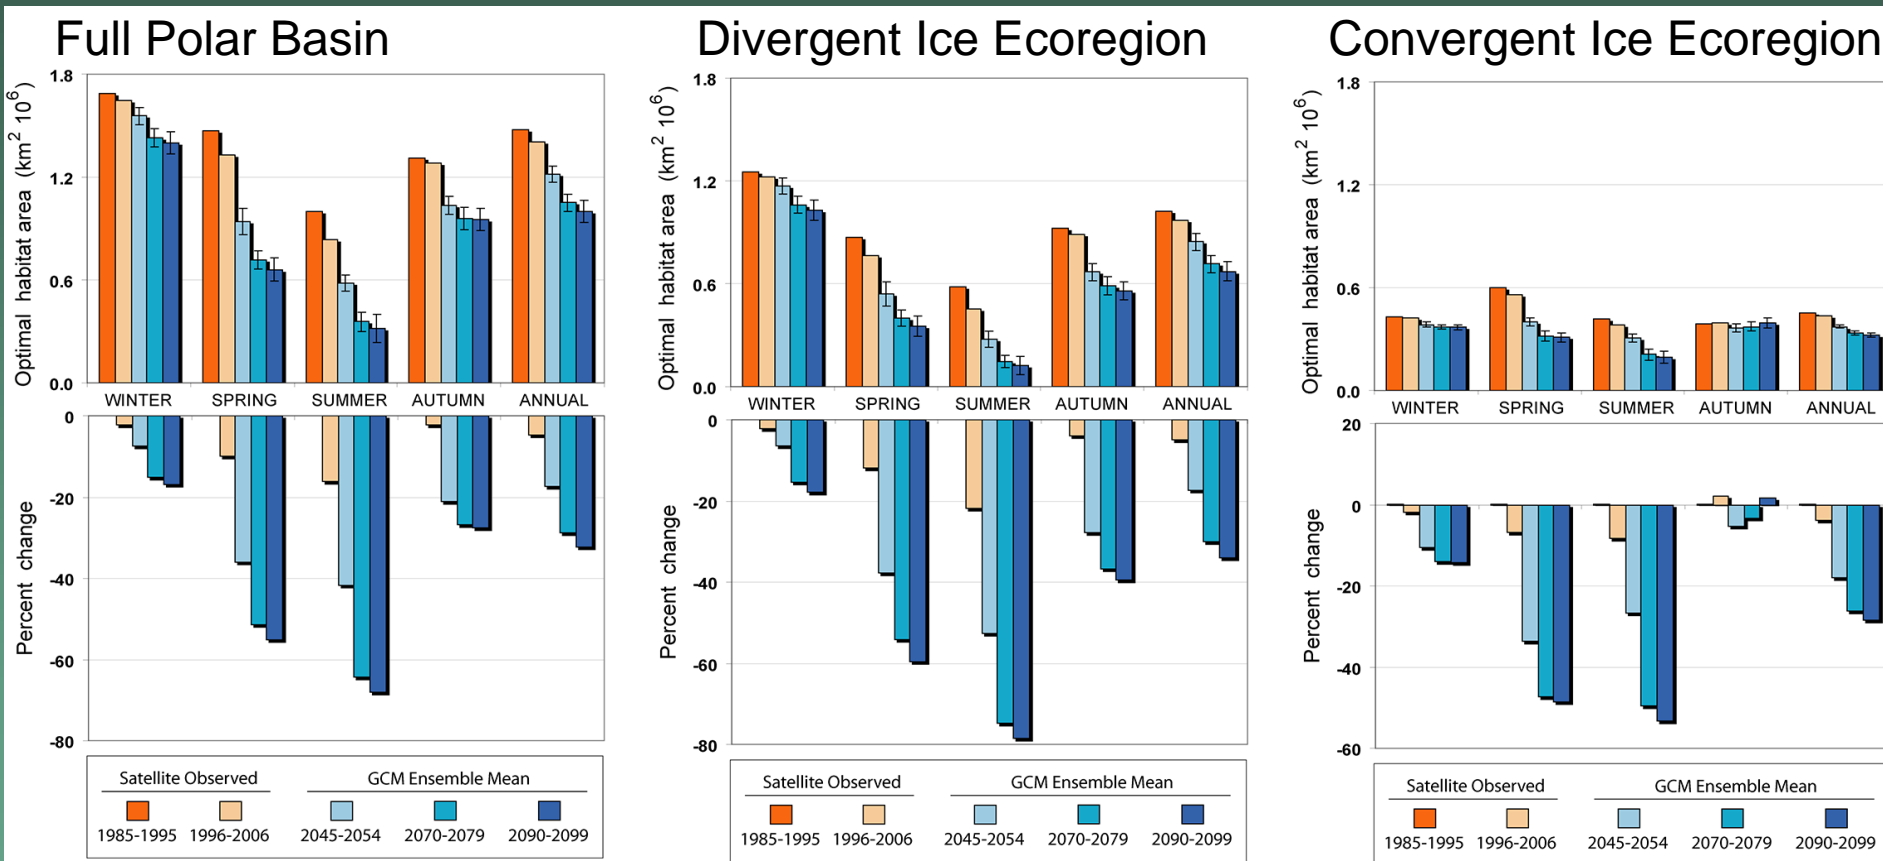 Full Polar Basin
Optimal habitat area (km² 10⁶)
1.8
1.2
0.6
0.0
WINTER SPRING SUMMER AUTUMN ANNUAL
Percent change
0
-20
-40
-60
-80
Satellite Observed GCM Ensemble Mean
1985-1995 1996-2006 2045-2054 2070-2079 2090-2099
Divergent Ice Ecoregion
Optimal habitat area (km² 10⁶)
1.8
1.2
0.6
0.0
WINTER SPRING SUMMER AUTUMN ANNUAL
Percent change
0
-20
-40
-60
-80
Satellite Observed GCM Ensemble Mean
1985-1995 1996-2006 2045-2054 2070-2079 2090-2099
Convergent Ice Ecoregion
Optimal habitat area (km² 10⁶)
1.8
1.2
0.6
0.0
WINTER SPRING SUMMER AUTUMN ANNUAL
Percent change
20
0
-20
-40
-60
Satellite Observed GCM Ensemble Mean
1985-1995 1996-2006 2045-2054 2070-2079 2090-2099